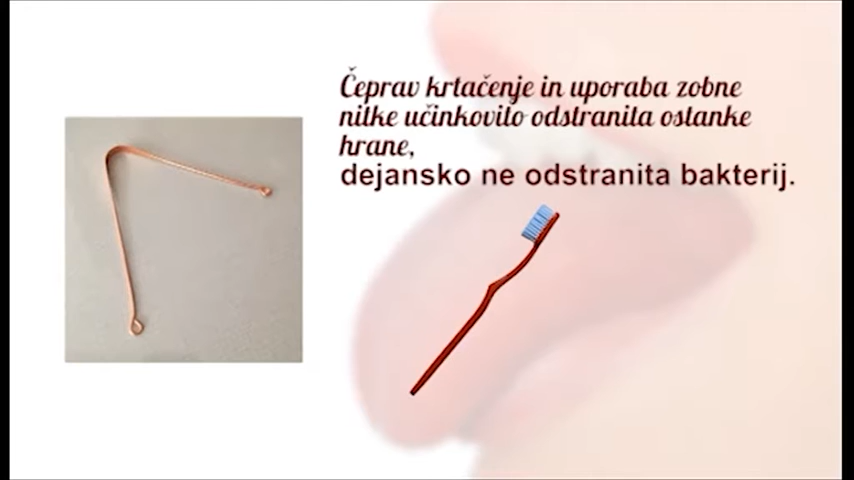 Čeprav krtačenje in uporaba zobne
nitke učinkovito odstranita ostanke
hrane,
dejansko ne odstranita bakterij.